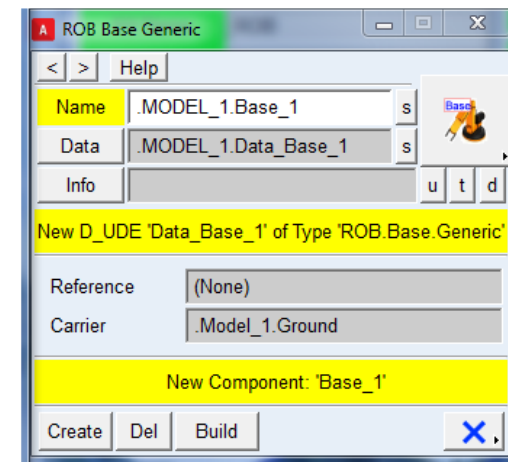 A ROB Base Generic
< > Help
Name .MODEL_1.Base_1 s Base
Data .MODEL_1.Data_Base_1 s
Info u t d
New D_UDE 'Data_Base_1' of Type 'ROB.Base.Generic'
Reference (None)
Carrier .Model_1.Ground
New Component: 'Base_1'
Create Del Build